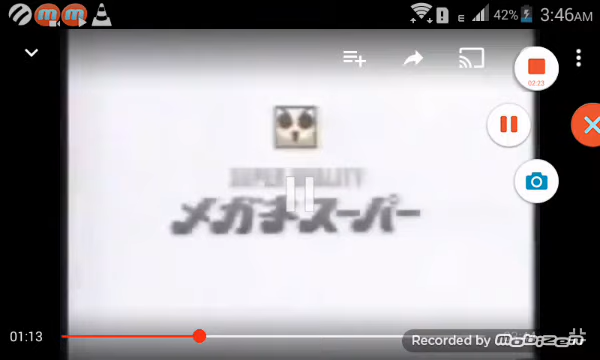 42% 3:46AM
02:23
SUPER QUALITY
メガネスーパー
01:13
Recorded by mobizen